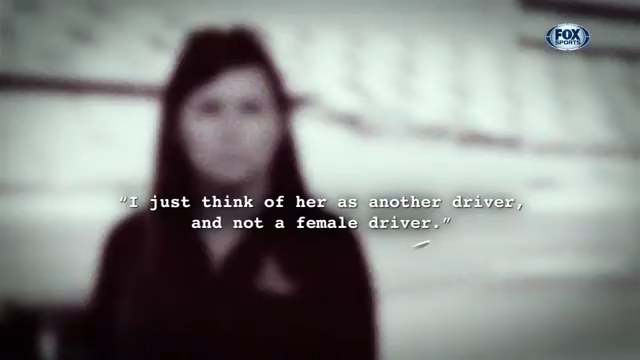 FOX
SPORTS
“I just think of her as another driver,
and not a female driver.”